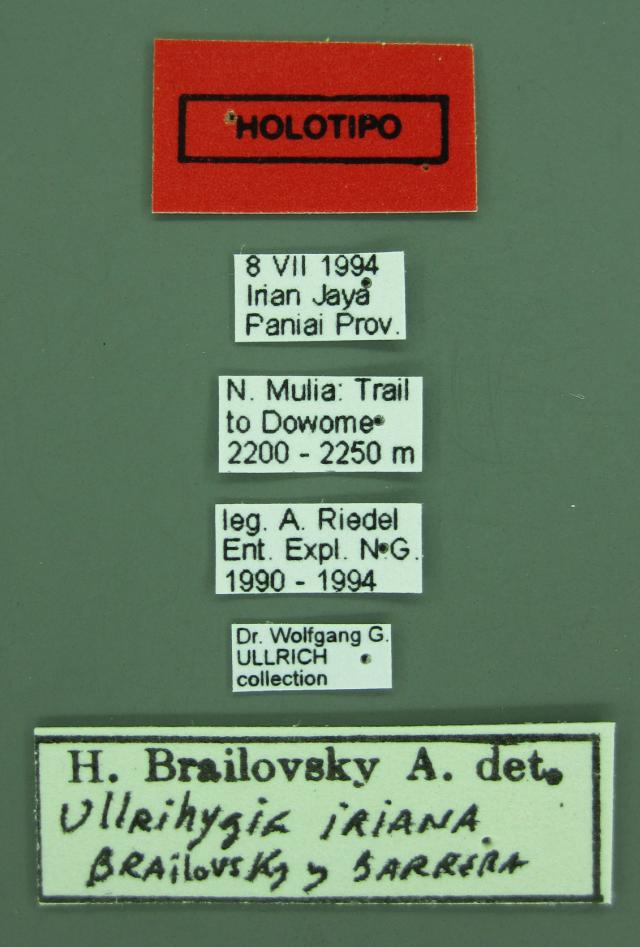 HOLOTIPO
8 VII 1994
Irian Jaya
Paniai Prov.
N. Mulia: Trail
to Dowome
2200 - 2250 m
leg. A. Riedel
Ent. Expl. N.G.
1990 - 1994
Dr. Wolfgang G.
ULLRICH
collection
H. Brailovsky A. det.
Ullrihygia iRiANA
BRAilovsky y BARRERA